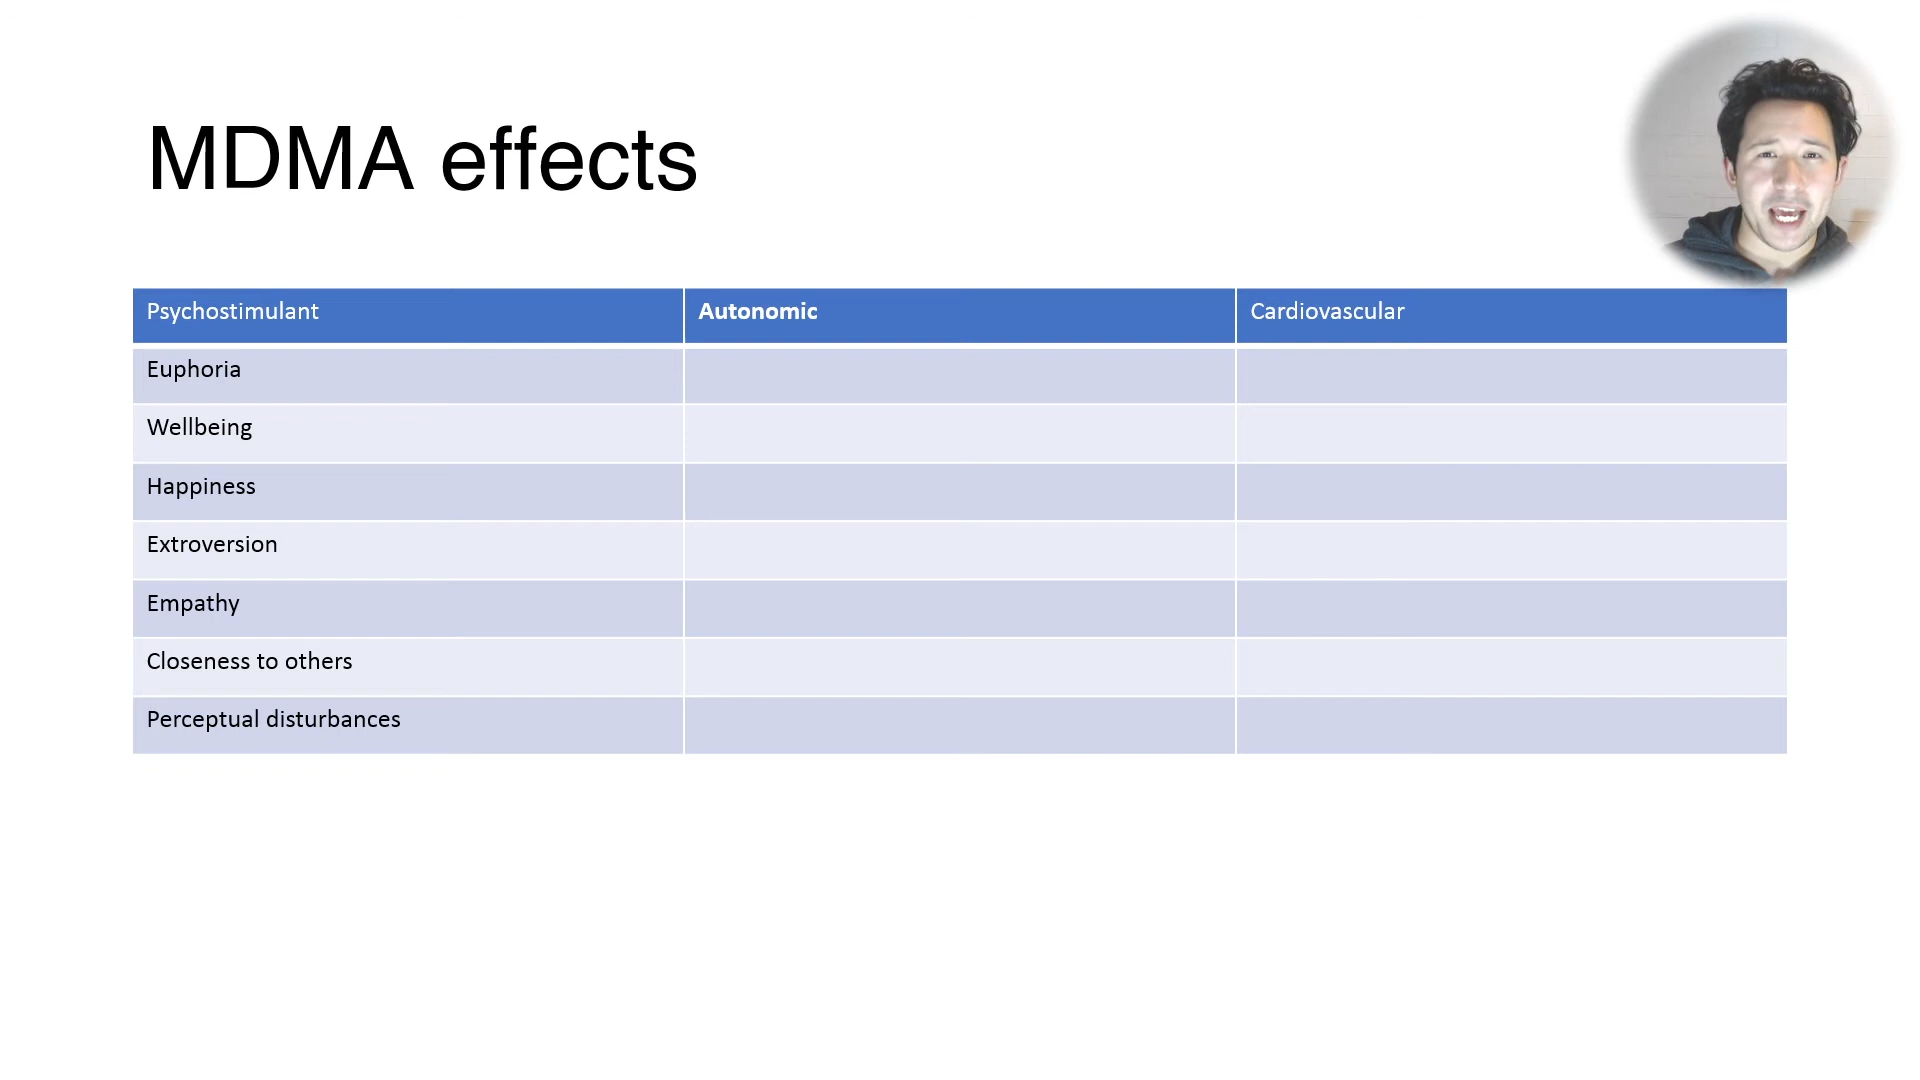 MDMA effects
Psychostimulant Autonomic Cardiovascular
Euphoria
Wellbeing
Happiness
Extroversion
Empathy
Closeness to others
Perceptual disturbances